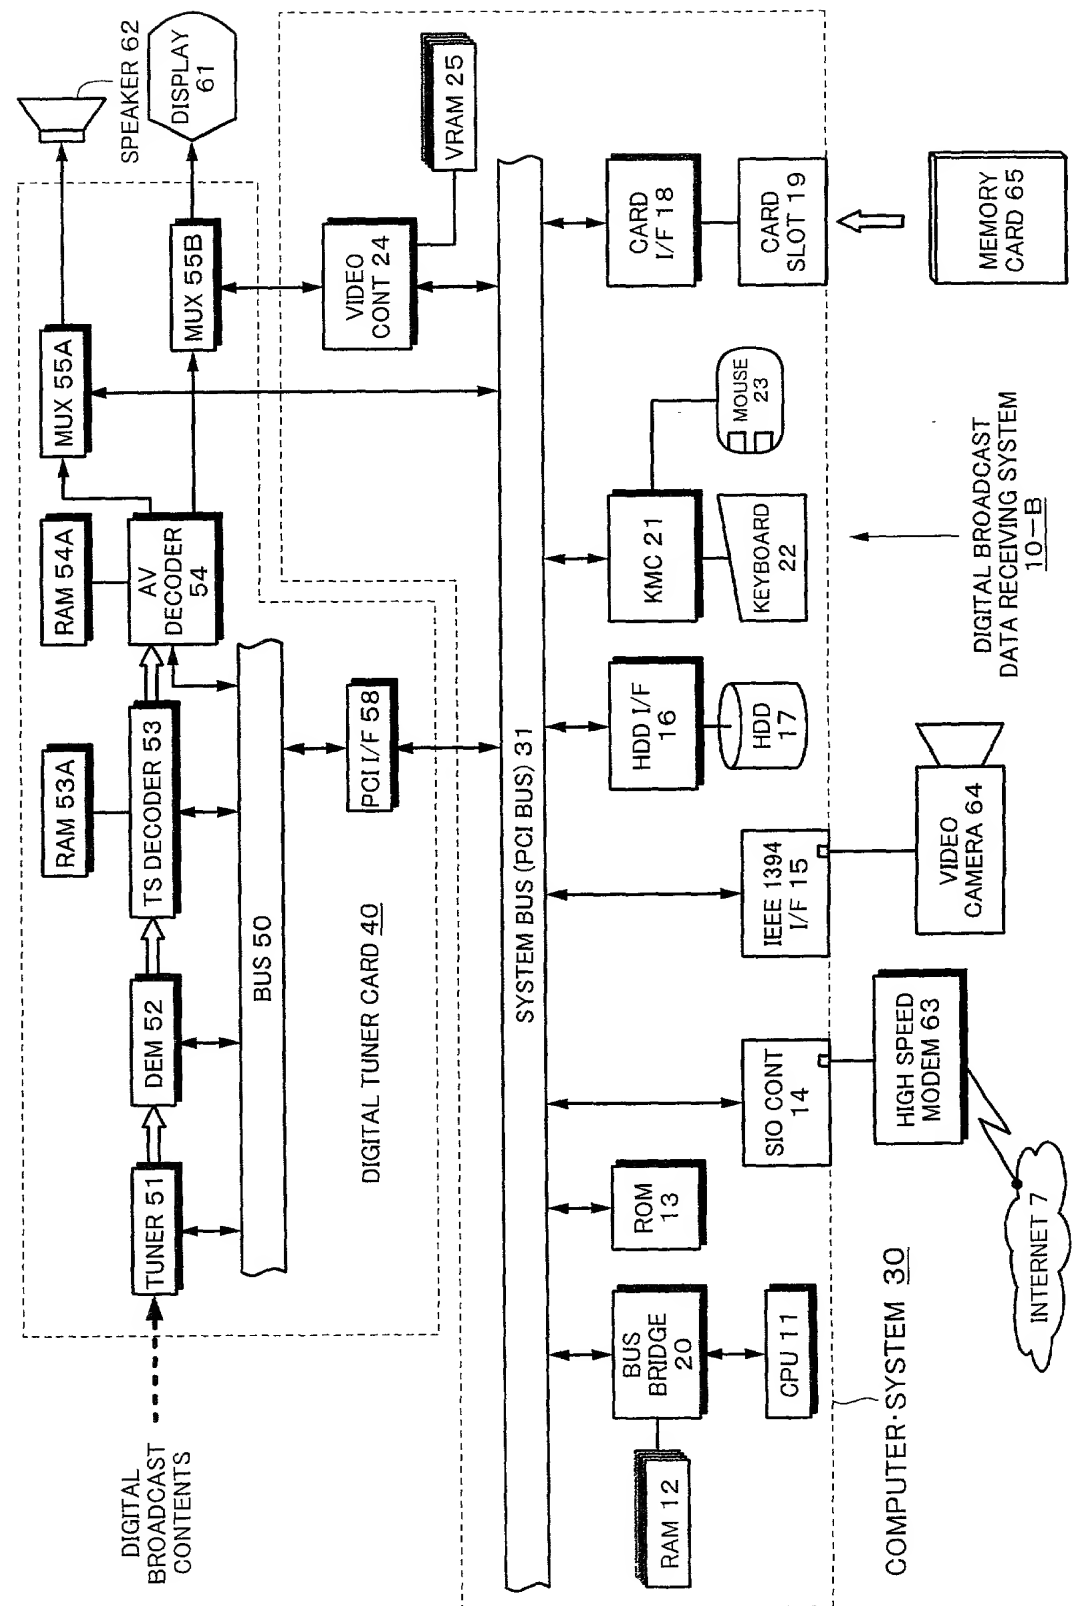 DIGITAL
BROADCAST
CONTENTS
TUNER 51
DEM 52
TS DECODER 53
RAM 53A
AV
DECODER
54
RAM 54A
MUX 55A
MUX 55B
SPEAKER 62
DISPLAY
61
BUS 50
PCI I/F 58
DIGITAL TUNER CARD 40
VIDEO
CONT 24
VRAM 25
SYSTEM BUS (PCI BUS) 31
RAM 12
BUS
BRIDGE
20
CPU 11
ROM
13
SIO CONT
14
IEEE 1394
I/F 15
HDD I/F
16
HDD
17
KMC 21
KEYBOARD
22
MOUSE
23
CARD
I/F 18
CARD
SLOT 19
COMPUTER·SYSTEM 30
INTERNET 7
HIGH SPEED
MODEM 63
VIDEO
CAMERA 64
DIGITAL BROADCAST
DATA RECEIVING SYSTEM
10-B
MEMORY
CARD 65